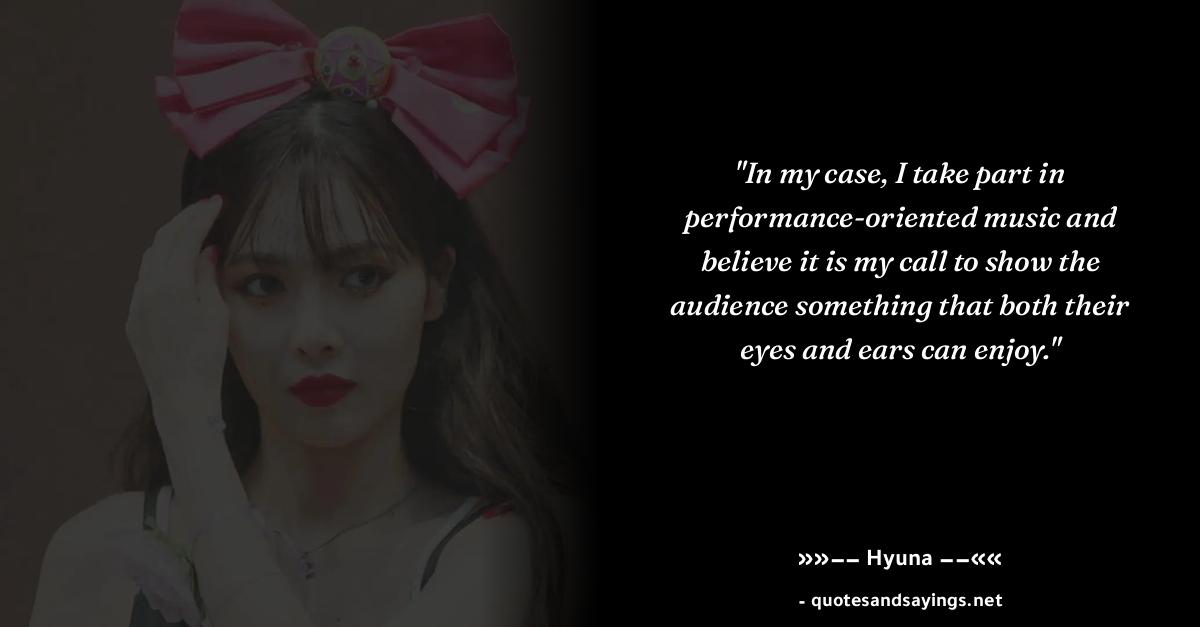 "In my case, I take part in
performance-oriented music and
believe it is my call to show the
audience something that both their
eyes and ears can enjoy."
»»−− Hyuna −−««
- quotesandsayings.net